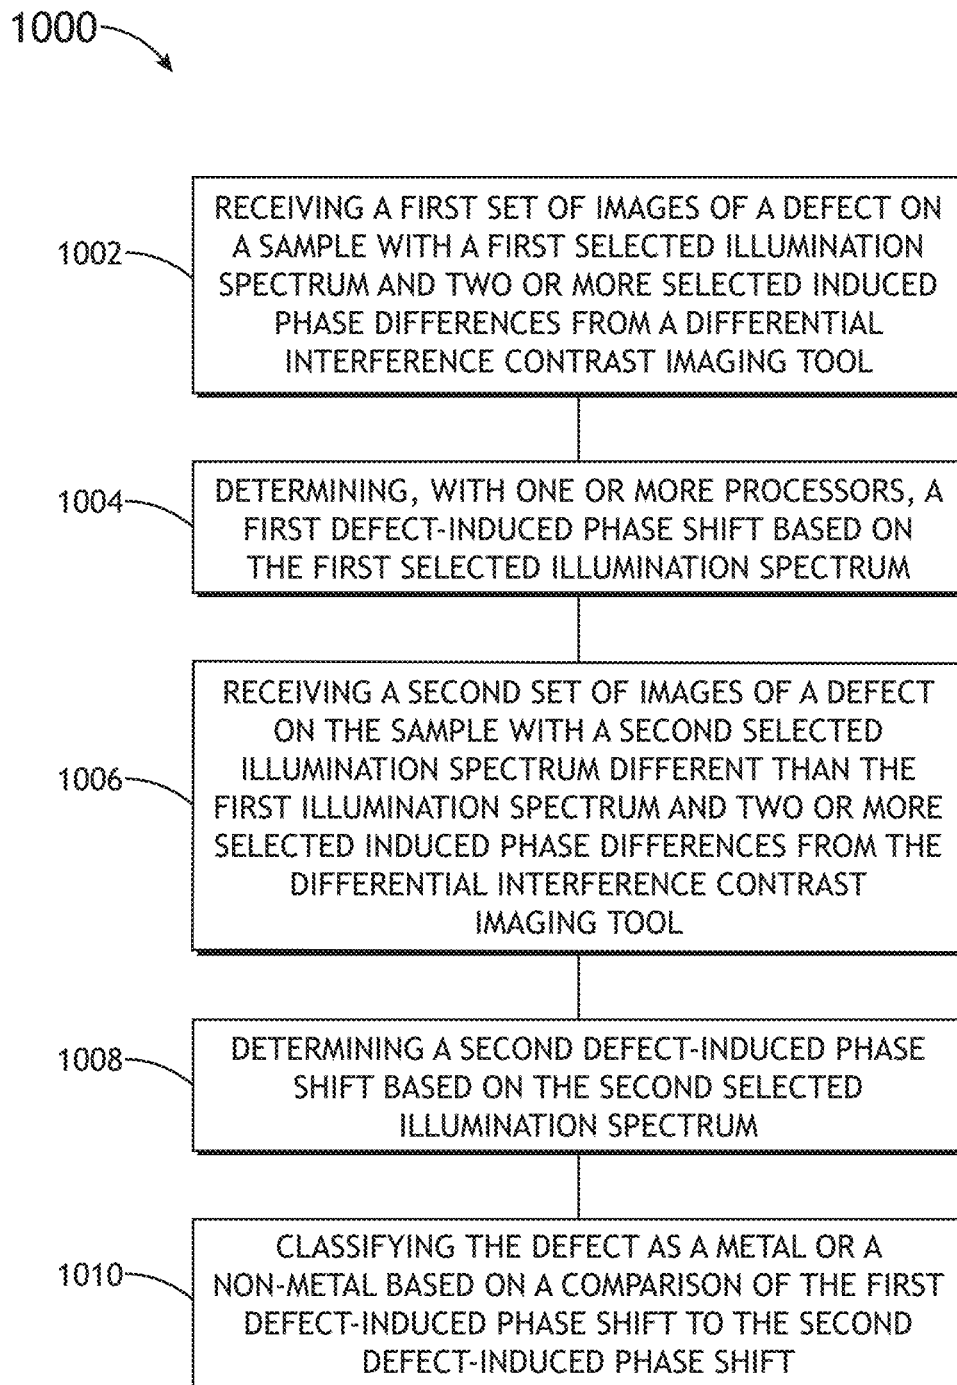 1000
RECEIVING A FIRST SET OF IMAGES OF A DEFECT ON
A SAMPLE WITH A FIRST SELECTED ILLUMINATION
1002
SPECTRUM AND TWO OR MORE SELECTED INDUCED
PHASE DIFFERENCES FROM A DIFFERENTIAL
INTERFERENCE CONTRAST IMAGING TOOL
1004
DETERMINING, WITH ONE OR MORE PROCESSORS, A
FIRST DEFECT-INDUCED PHASE SHIFT BASED ON
THE FIRST SELECTED ILLUMINATION SPECTRUM
RECEIVING A SECOND SET OF IMAGES OF A DEFECT
ON THE SAMPLE WITH A SECOND SELECTED
1006
ILLUMINATION SPECTRUM DIFFERENT THAN THE
FIRST ILLUMINATION SPECTRUM AND TWO OR MORE
SELECTED INDUCED PHASE DIFFERENCES FROM THE
DIFFERENTIAL INTERFERENCE CONTRAST
IMAGING TOOL
1008
DETERMINING A SECOND DEFECT-INDUCED PHASE
SHIFT BASED ON THE SECOND SELECTED
ILLUMINATION SPECTRUM
1010
CLASSIFYING THE DEFECT AS A METAL OR A
NON-METAL BASED ON A COMPARISON OF THE FIRST
DEFECT-INDUCED PHASE SHIFT TO THE SECOND
DEFECT-INDUCED PHASE SHIFT